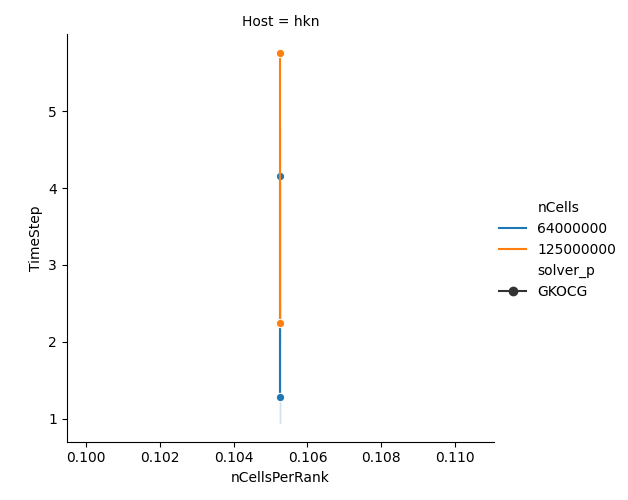 Host = hkn
5
4
3
2
1
TimeStep
0.100
0.102
0.104
0.106
0.108
0.110
nCellsPerRank
nCells
64000000
125000000
solver_p
GKOCG